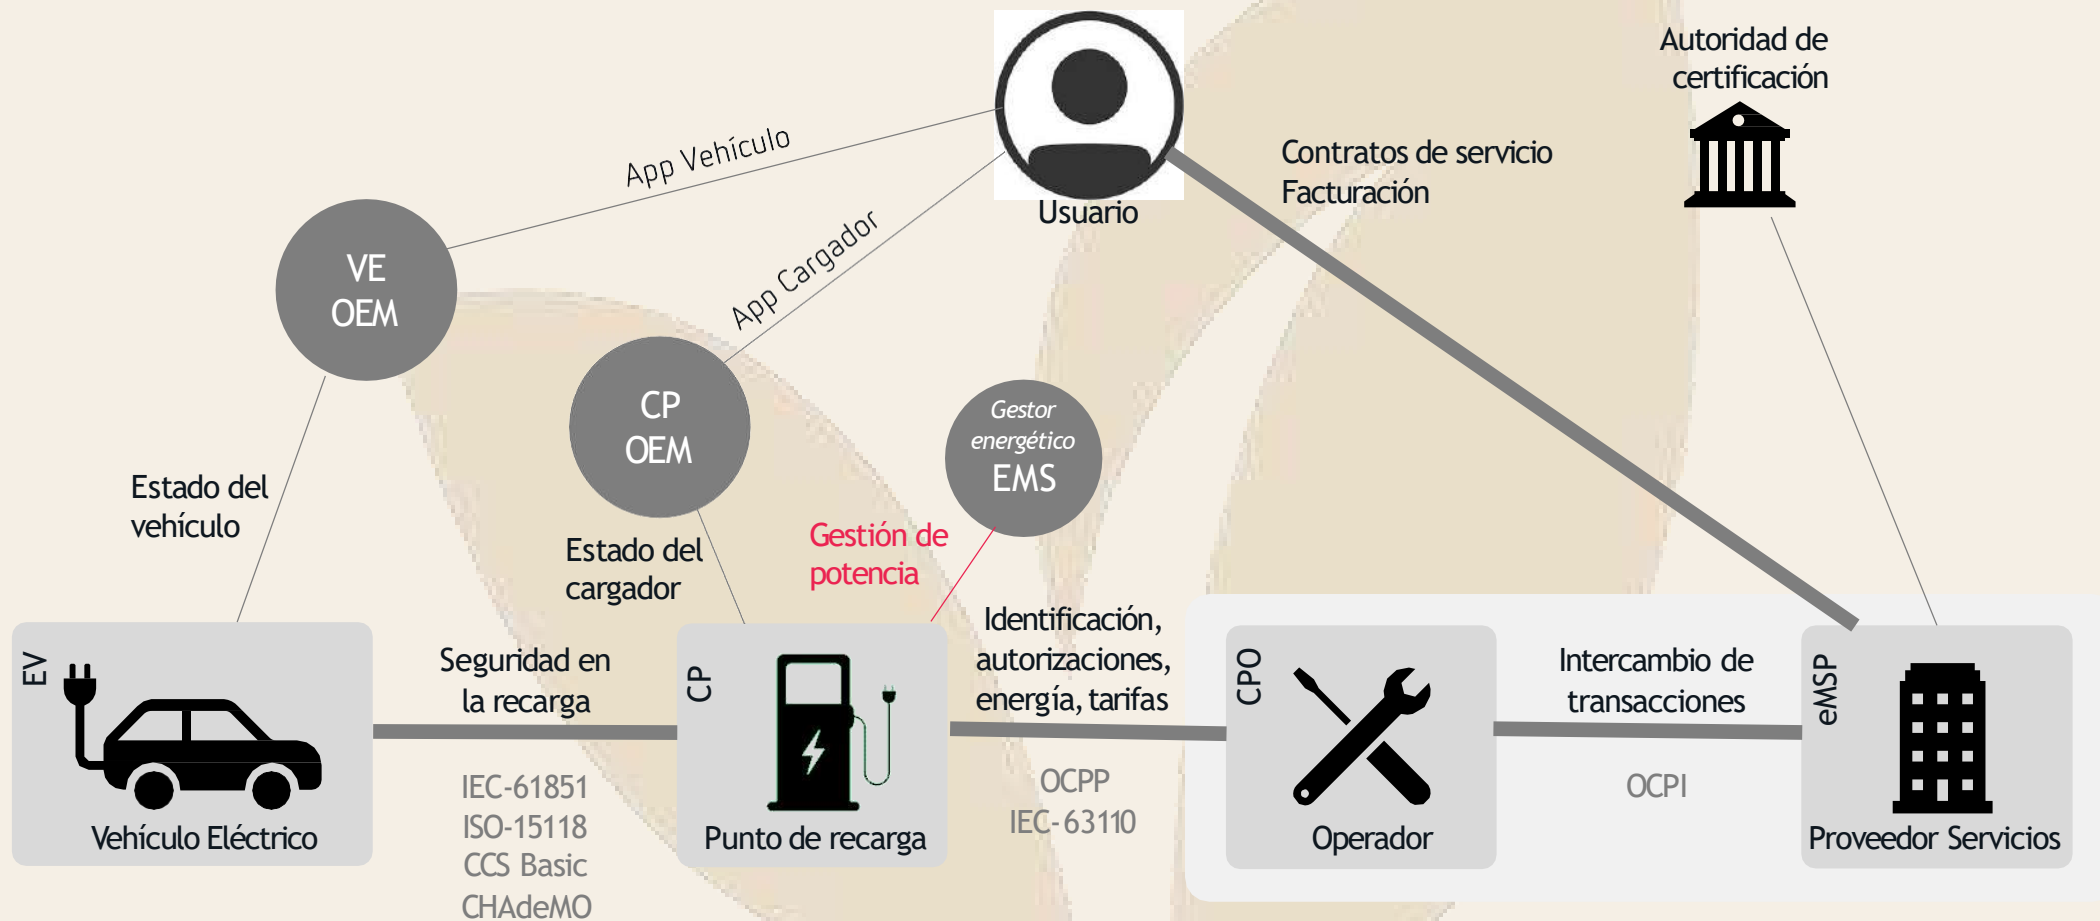 Autoridad de
certificación
App Vehículo
Contratos de servicio
Facturación
Usuario
App Cargador
VE
OEM
CP
OEM
Gestor
energético
EMS
Estado del
vehículo
Estado del
cargador
Gestión de
potencia
Identificación,
autorizaciones,
energía, tarifas
Seguridad en
la recarga
Intercambio de
transacciones
EV
CP
CPO
eMSP
IEC-61851
ISO-15118
CCS Basic
CHAdeMO
OCPP
IEC-63110
OCPI
Vehículo Eléctrico
Punto de recarga
Operador
Proveedor Servicios